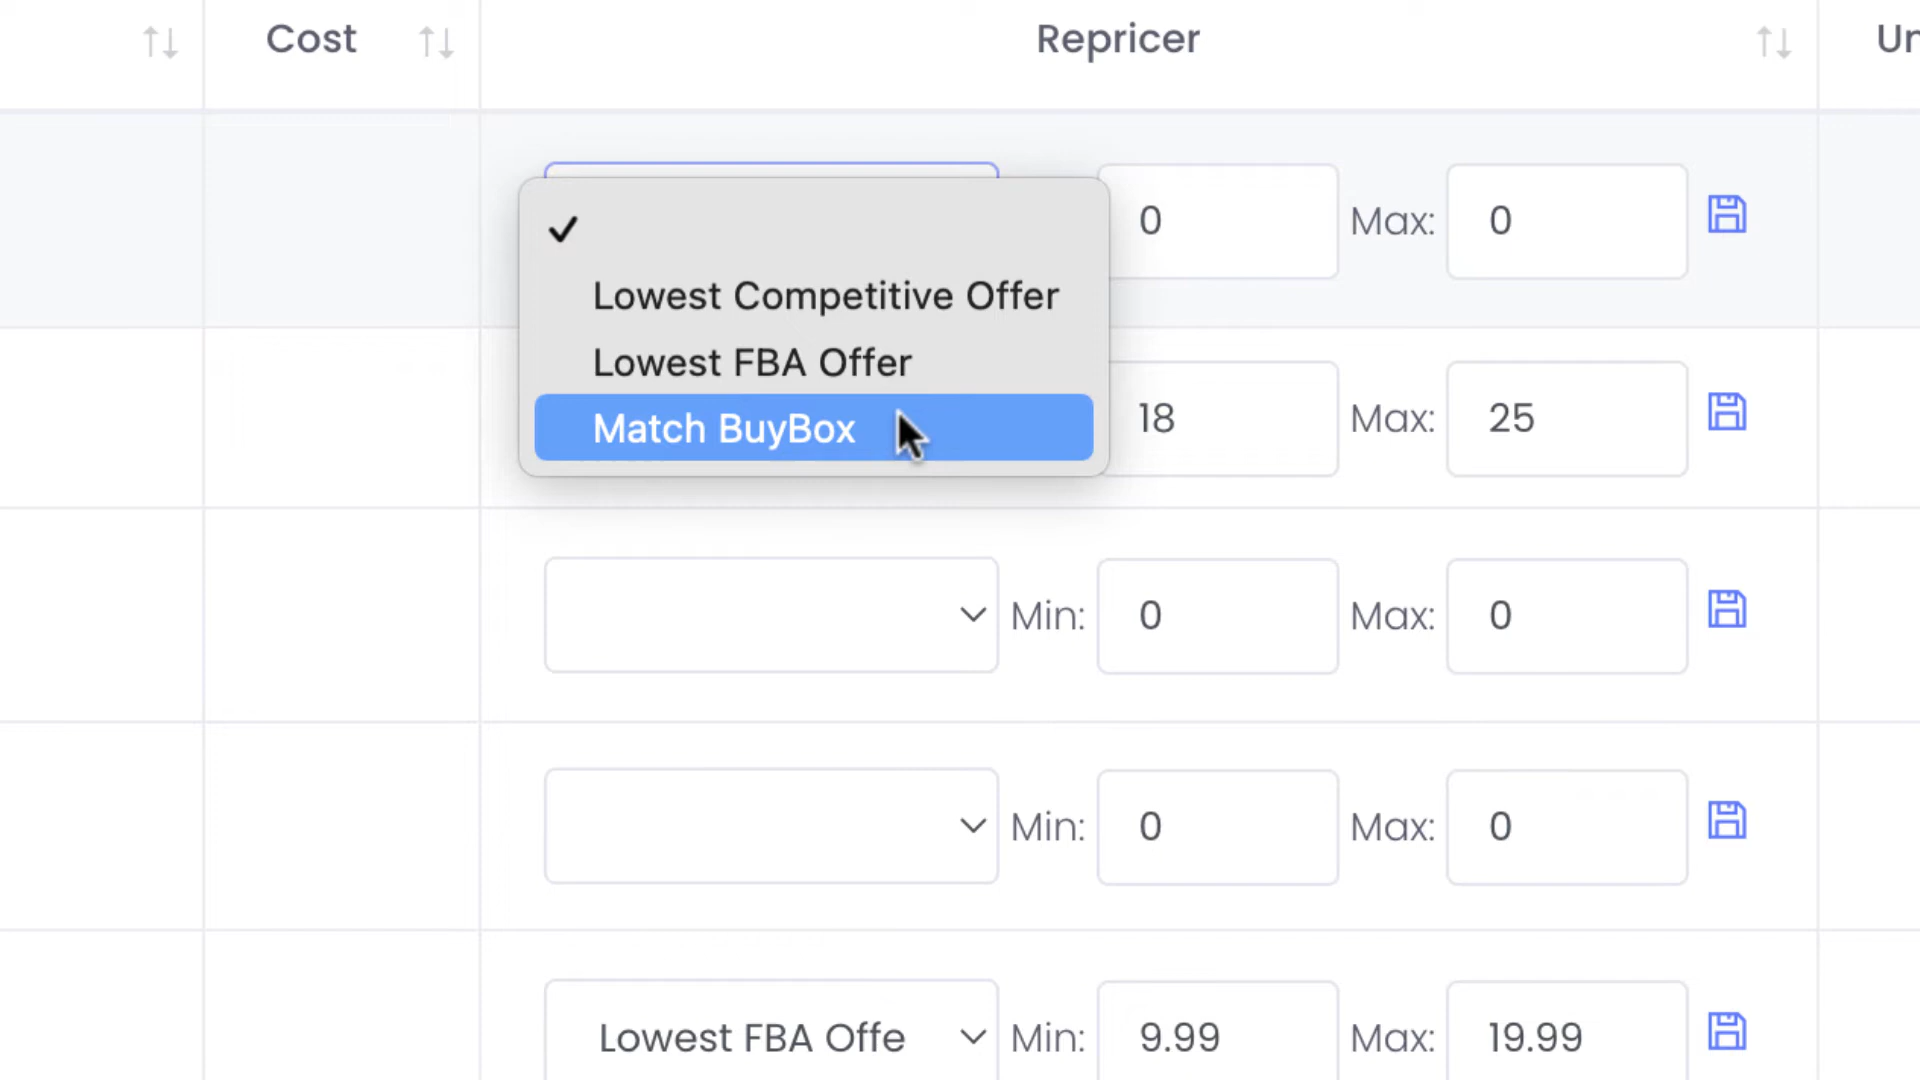 Cost
Repricer
Un
0
Max:
0
Lowest Competitive Offer
Lowest FBA Offer
Match BuyBox
18
Max:
25
Min:
0
Max:
0
Min:
0
Max:
0
Lowest FBA Offe
Min:
9.99
Max:
19.99